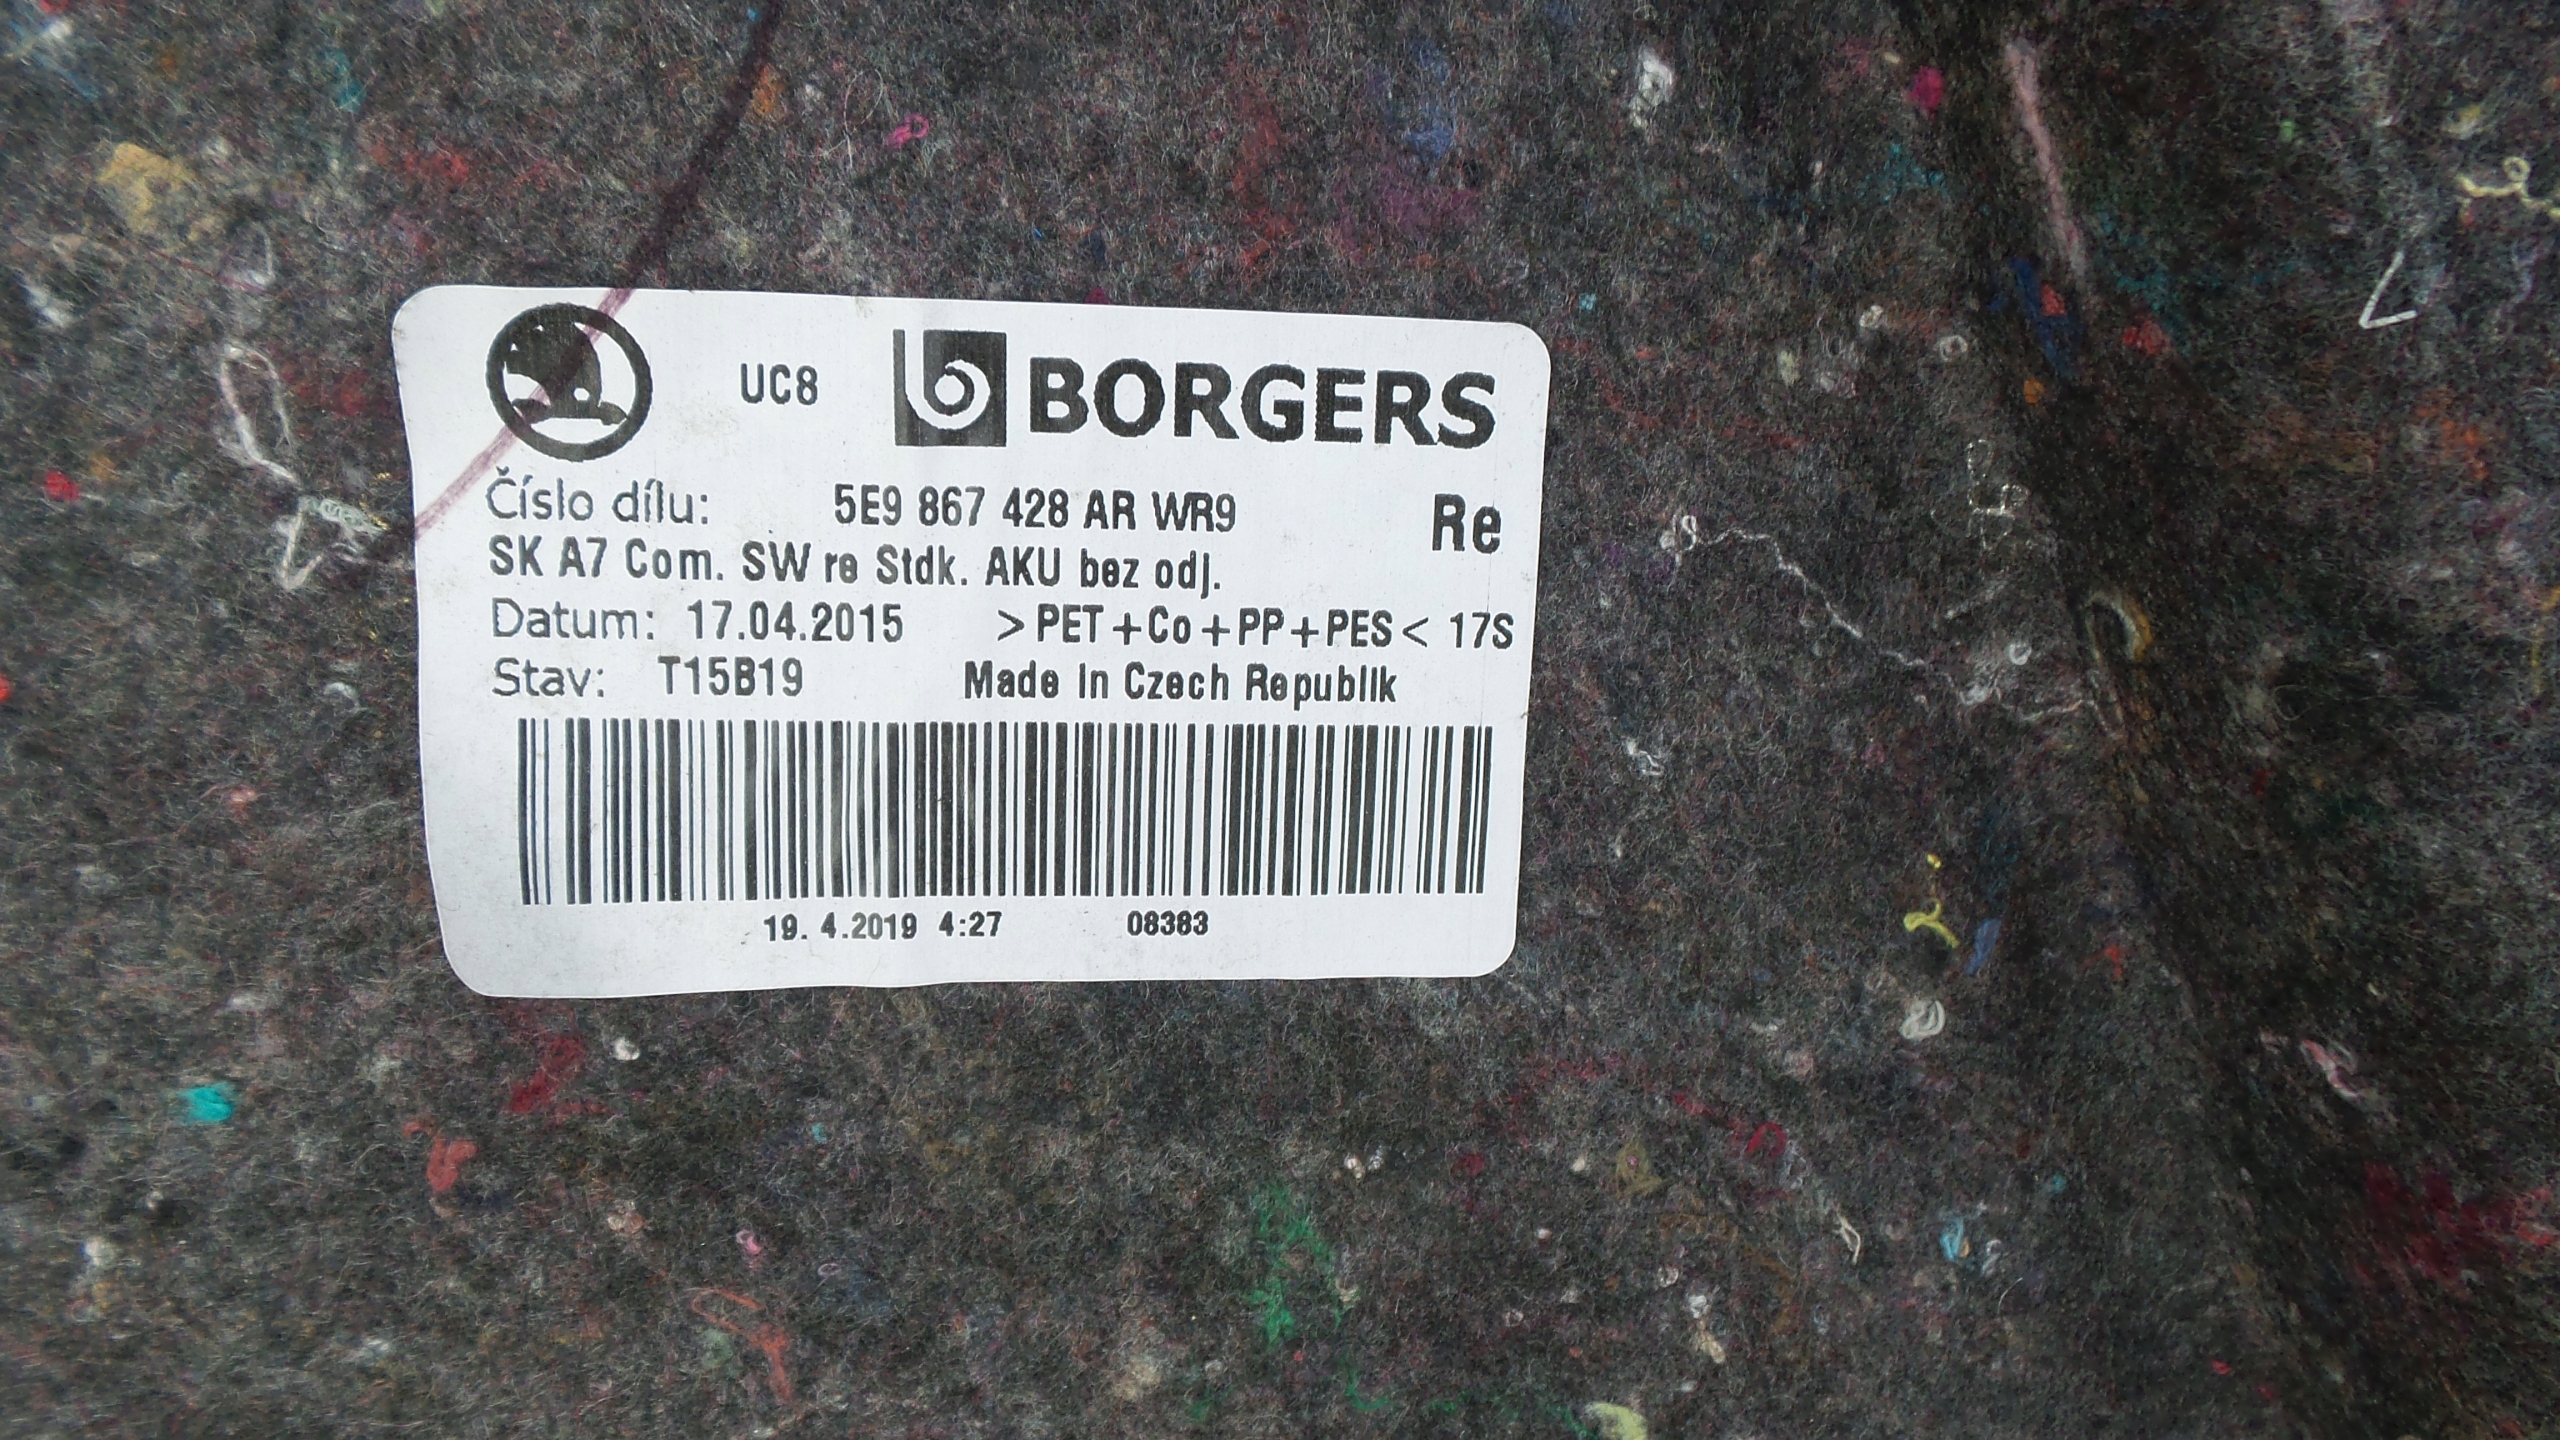 UC8 BORGERS
Číslo dílu: 5E9 867 428 AR WR9 Re
SK A7 Com. SW re Stdk. AKU bez odj.
Datum: 17.04.2015 >PET+Co+PP+PES< 17S
Stav: T15B19 Made in Czech Republik
19. 4.2019 4:27 08383